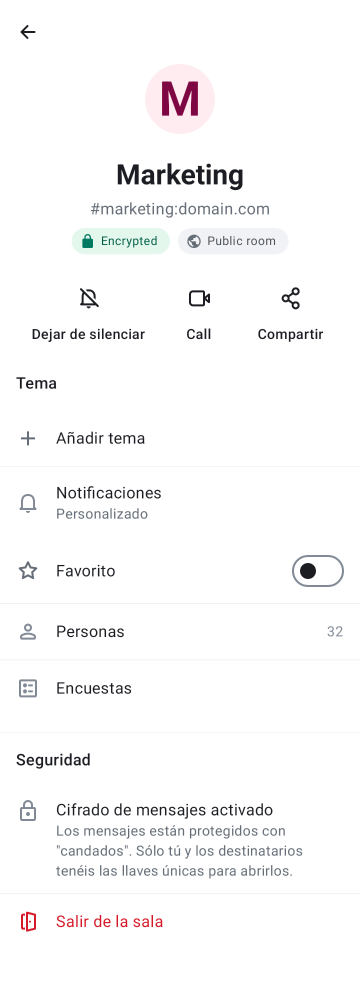 M
Marketing
#marketing:domain.com
Encrypted
Public room
Dejar de silenciar
Call
Compartir
Tema
Añadir tema
Notificaciones
Personalizado
Favorito
Personas
32
Encuestas
Seguridad
Cifrado de mensajes activado
Los mensajes están protegidos con
"candados". Sólo tú y los destinatarios
tenéis las llaves únicas para abrirlos.
Salir de la sala